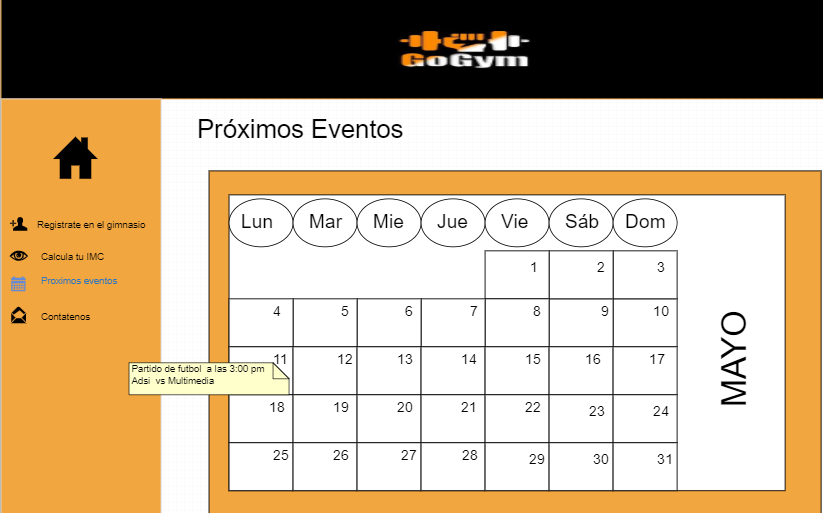 GoGym
Próximos Eventos
Registrate en el gimnasio
Calcula tu IMC
Proximos eventos
Contatenos
Lun Mar Mie Jue Vie Sáb Dom
1 2 3
4 5 6 7 8 9 10
11 12 13 14 15 16 17
Partido de futbol a las 3:00 pm
Adsi vs Multimedia
18 19 20 21 22 23 24
25 26 27 28 29 30 31
MAYO